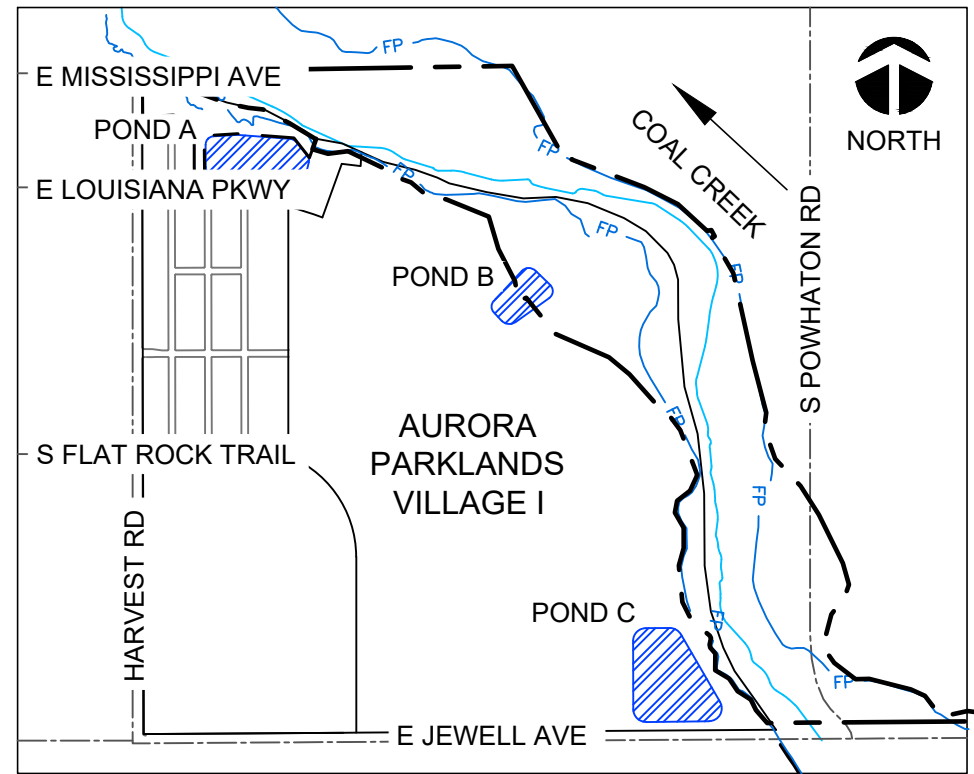 FP
E MISSISSIPPI AVE
POND A
FP
COAL CREEK
NORTH
E LOUISIANA PKWY
FP
FP
POND B
FP
S POWHATON RD
FP
AURORA
PARKLANDS
VILLAGE I
S FLAT ROCK TRAIL
FP
HARVEST RD
POND C
FP
FP
E JEWELL AVE